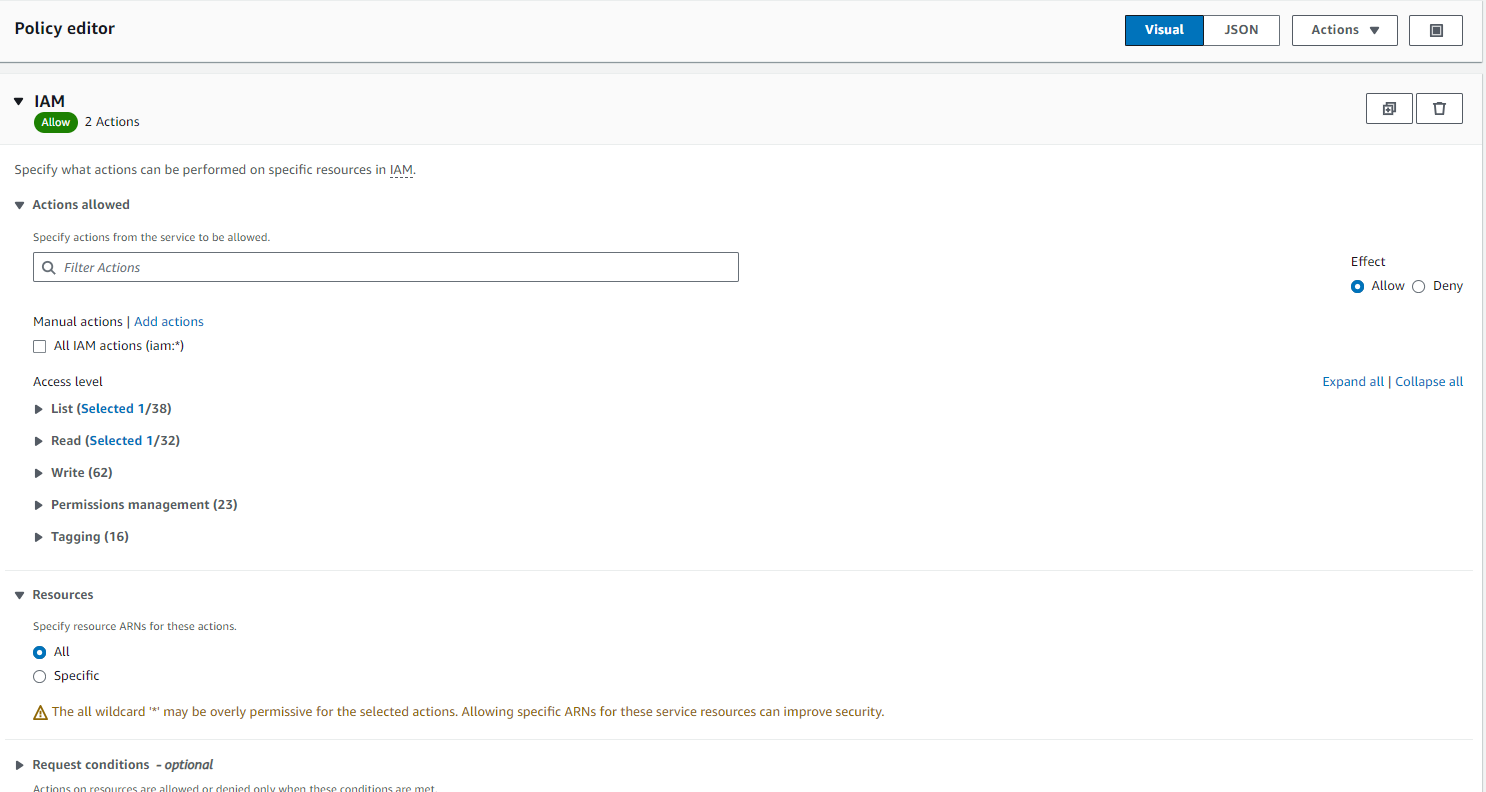 Policy editor
Visual
JSON
Actions
IAM
Allow
2 Actions
Specify what actions can be performed on specific resources in IAM.
Actions allowed
Specify actions from the service to be allowed.
Filter Actions
Effect
Allow
Deny
Manual actions | Add actions
All IAM actions (iam:*)
Access level
Expand all | Collapse all
List (Selected 1/38)
Read (Selected 1/32)
Write (62)
Permissions management (23)
Tagging (16)
Resources
Specify resource ARNs for these actions.
All
Specific
The all wildcard '*' may be overly permissive for the selected actions. Allowing specific ARNs for these service resources can improve security.
Request conditions - optional
Actions on resources are allowed or denied only when these conditions are met.